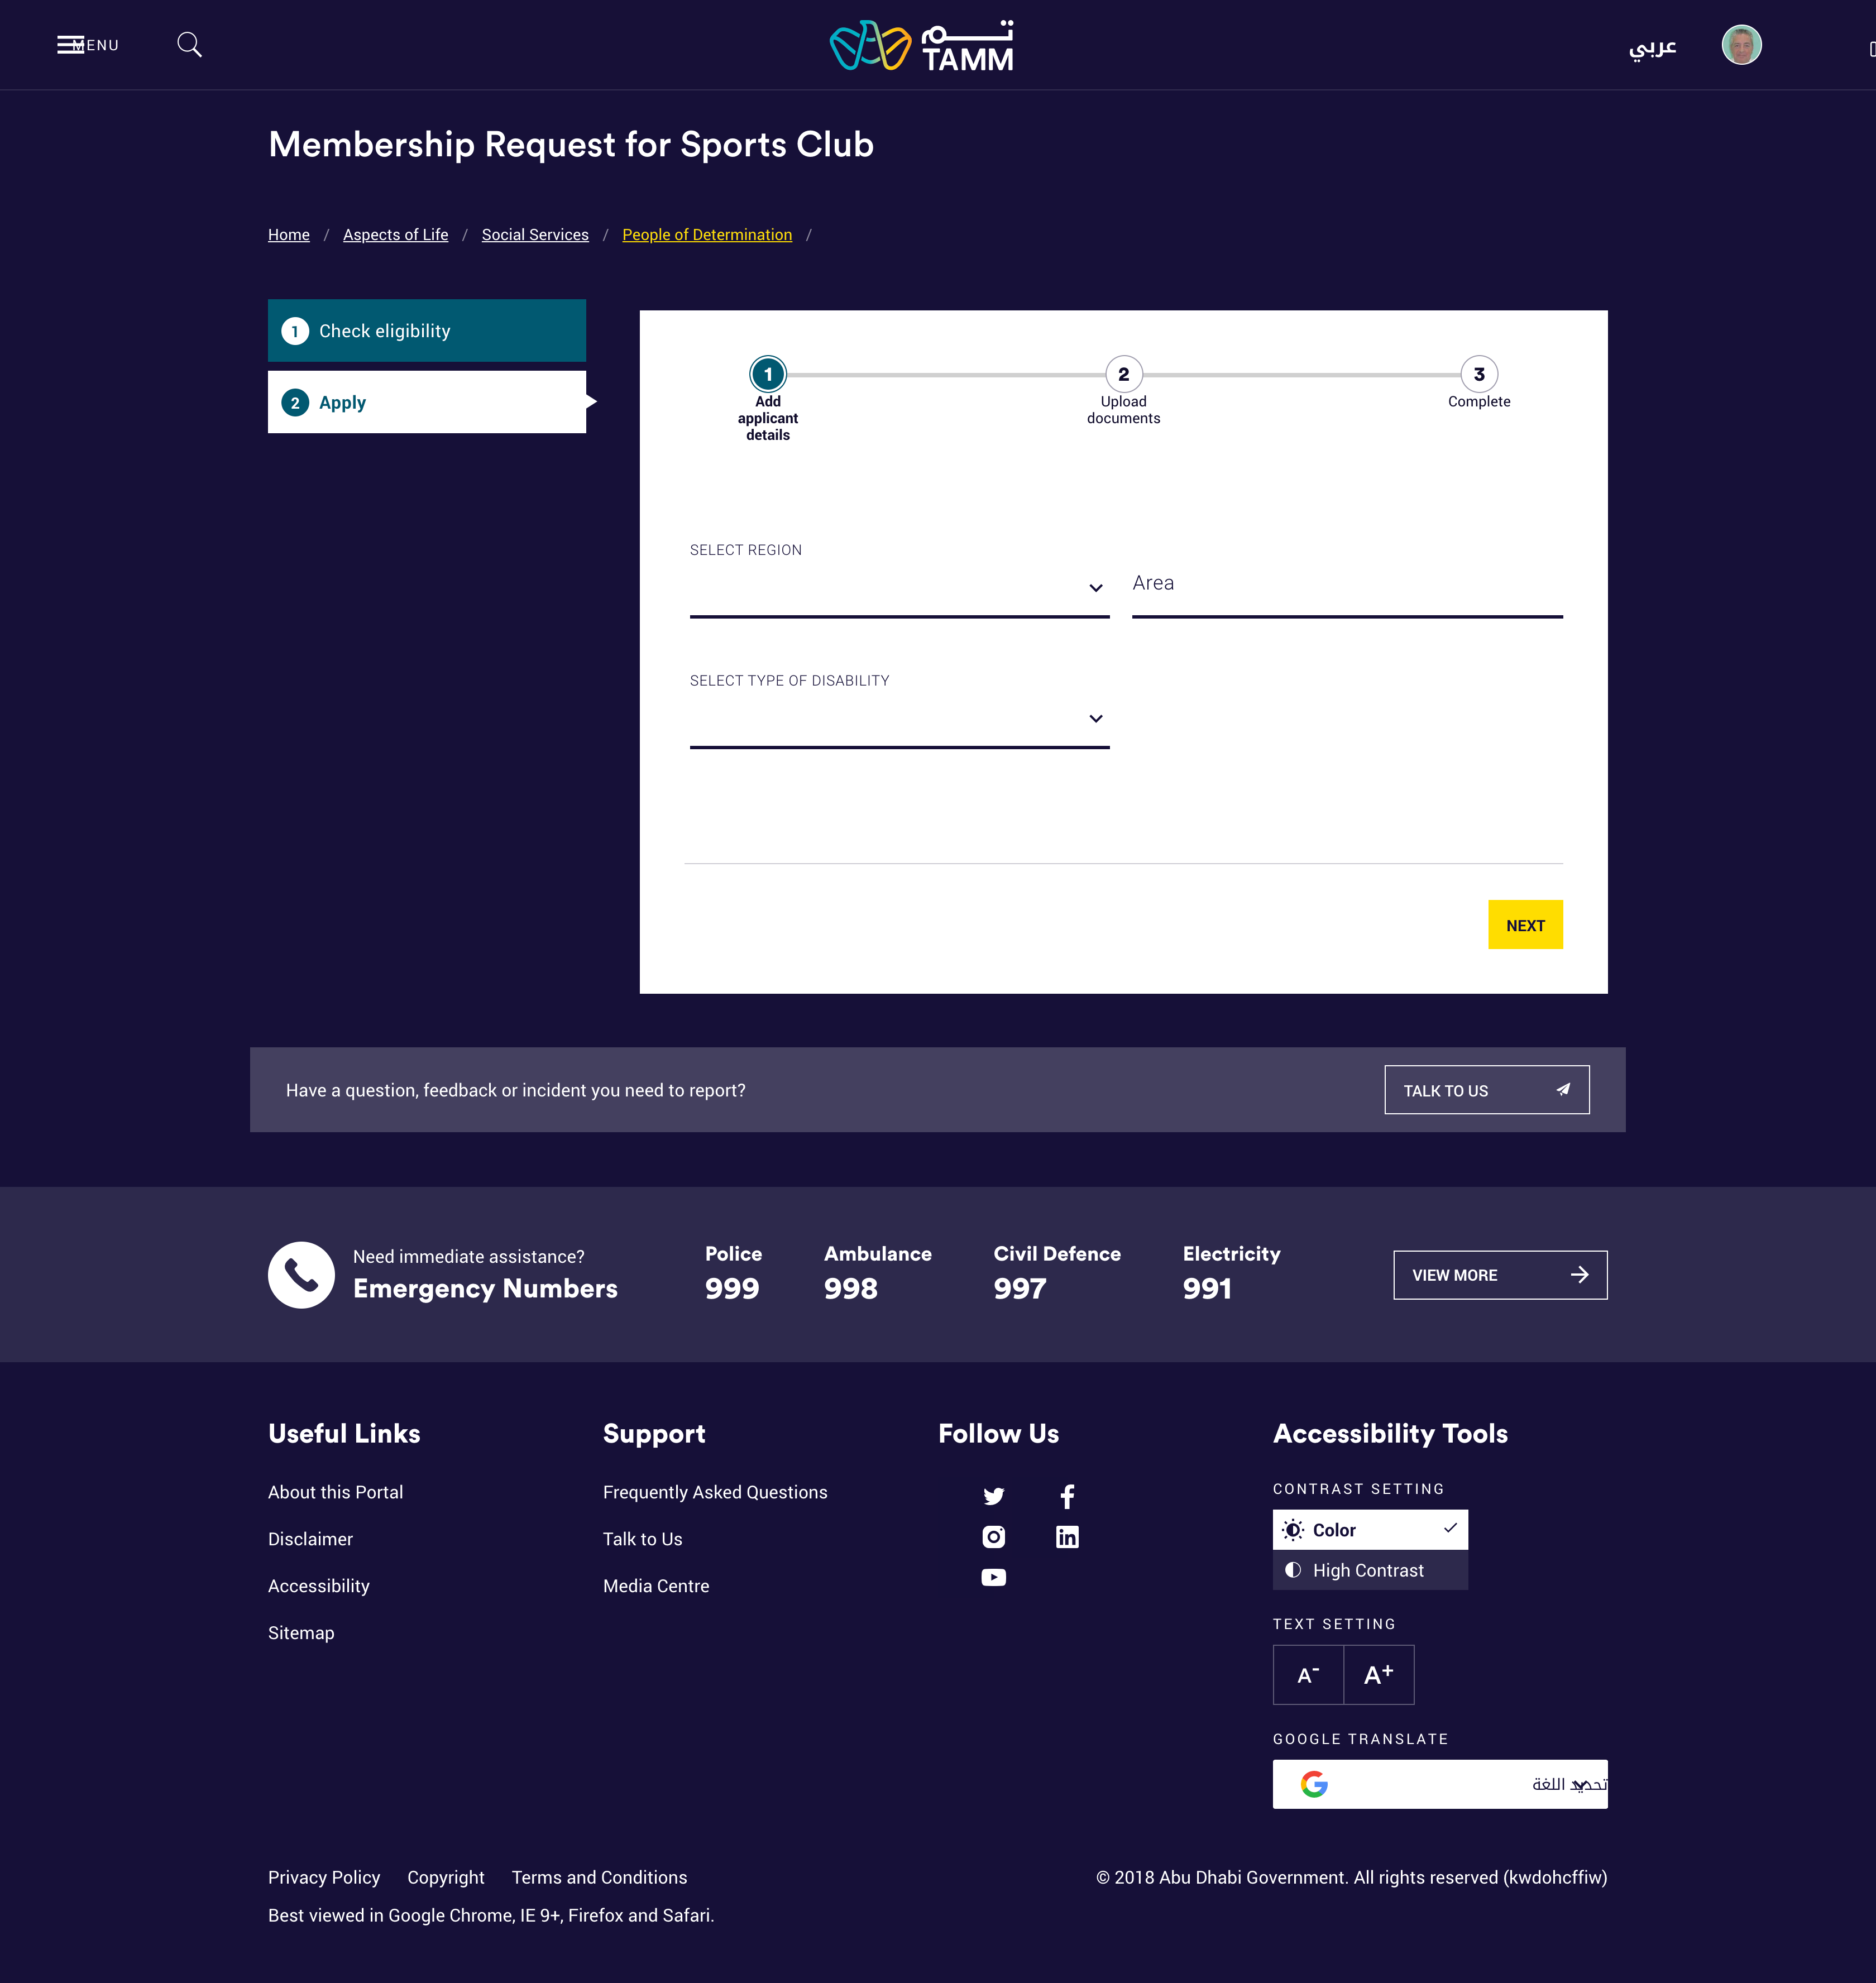 MENU
تـــم
TAMM
عربي
Membership Request for Sports Club
Home / Aspects of Life / Social Services / People of Determination /
1 Check eligibility
2 Apply
1 2 3
Add applicant details
Upload documents
Complete
SELECT REGION
Area
SELECT TYPE OF DISABILITY
NEXT
Have a question, feedback or incident you need to report?
TALK TO US
Need immediate assistance?
Emergency Numbers
Police
999
Ambulance
998
Civil Defence
997
Electricity
991
VIEW MORE
Useful Links
About this Portal
Disclaimer
Accessibility
Sitemap
Support
Frequently Asked Questions
Talk to Us
Media Centre
Follow Us
Accessibility Tools
CONTRAST SETTING
Color
High Contrast
TEXT SETTING
A- A+
GOOGLE TRANSLATE
تحديد اللغة
Privacy Policy Copyright Terms and Conditions
© 2018 Abu Dhabi Government. All rights reserved (kwdohcffiw)
Best viewed in Google Chrome, IE 9+, Firefox and Safari.